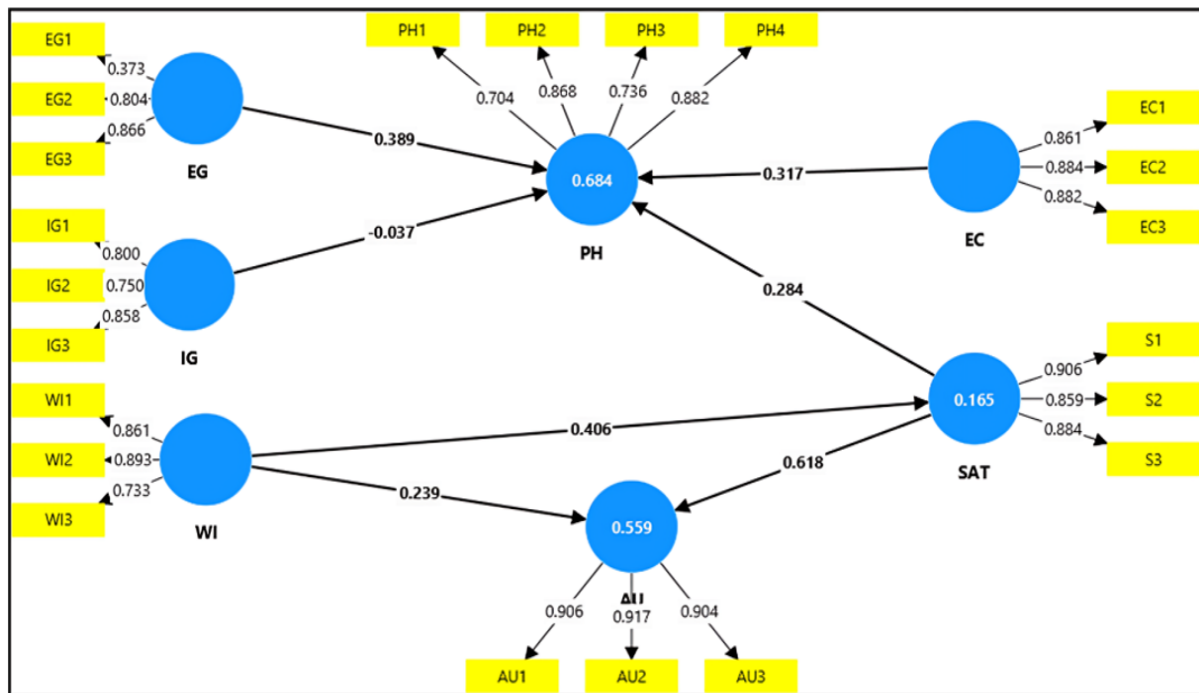 EG1
0.373
EG2
0.804
0.866
EG3
EG
PH1
PH2
PH3
PH4
0.704
0.868
0.736
0.882
0.684
PH
0.389
0.317
-0.037
0.284
EC1
0.861
EC2
0.884
0.882
EC3
EC
IG1
0.800
IG2
0.750
0.858
IG3
IG
WI1
0.861
WI2
0.893
0.733
WI3
WI
0.406
0.239
0.618
S1
0.906
0.165
0.859
S2
0.884
S3
SAT
0.559
AU
0.906
0.917
0.904
AU1
AU2
AU3